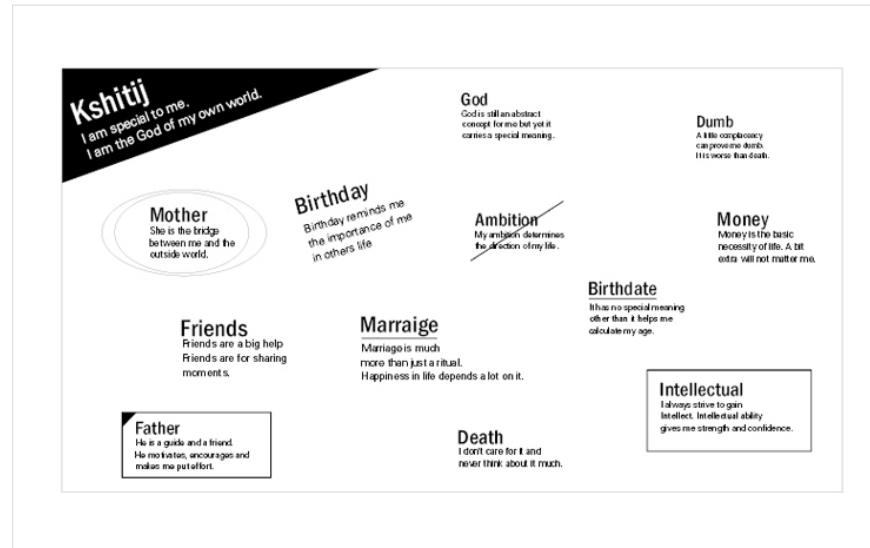 Kshitij
I am special to me.
I am the God of my own world.
God
God is still an abstract
concept for me but yet it
carries a special meaning.
Dumb
A little complacency
can prove me dumb.
It is worse than death.
Mother
She is the bridge
between me and the
outside world.
Birthday
Birthday reminds me
the importance of me
in others life
Ambition
My ambition determines
the direction of my life.
Money
Money is the basic
necessity of life. A bit
extra will not matter me.
Birthdate
It has no special meaning
other than it helps me
calculate my age.
Friends
Friends are a big help
Friends are for sharing
moments.
Marraige
Marriage is much
more than just a ritual.
Happiness in life depends a lot on it.
Intellectual
I always strive to gain
Intellect. Intellectual ability
gives me strength and confidence.
Father
He is a guide and a friend.
He motivates, encourages and
makes me put effort.
Death
I don't care for it and
never think about it much.